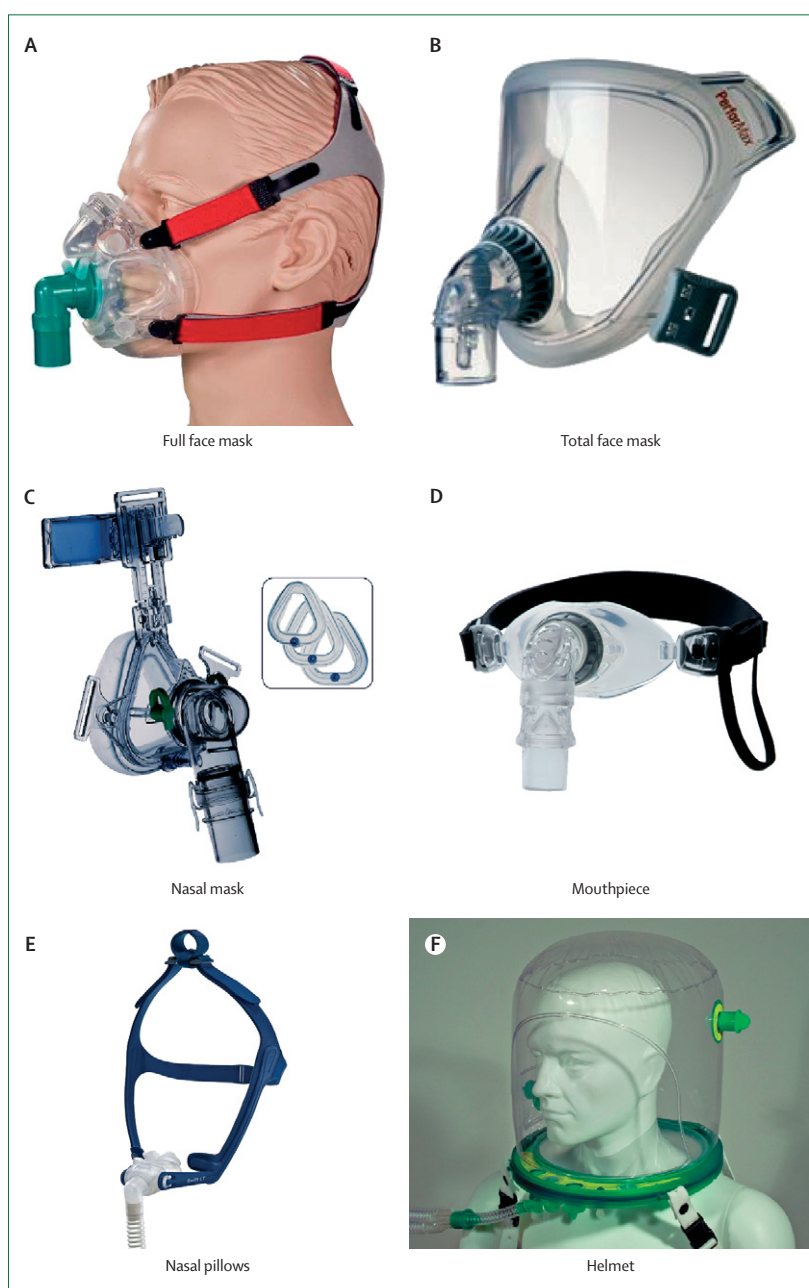 A
B
PerforMax
Full face mask
Total face mask
C
D
Nasal mask
Mouthpiece
E
F
Nasal pillows
Helmet